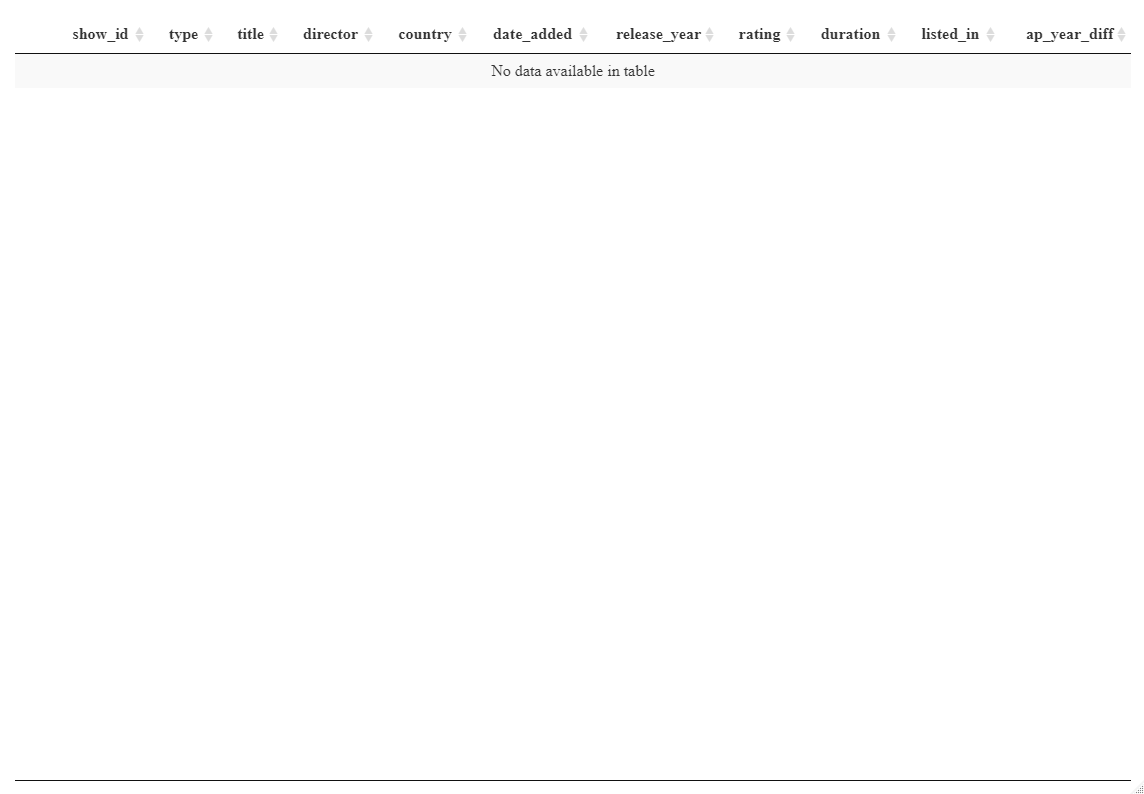 show_id type title director country date_added release_year rating duration listed_in ap_year_diff
No data available in table